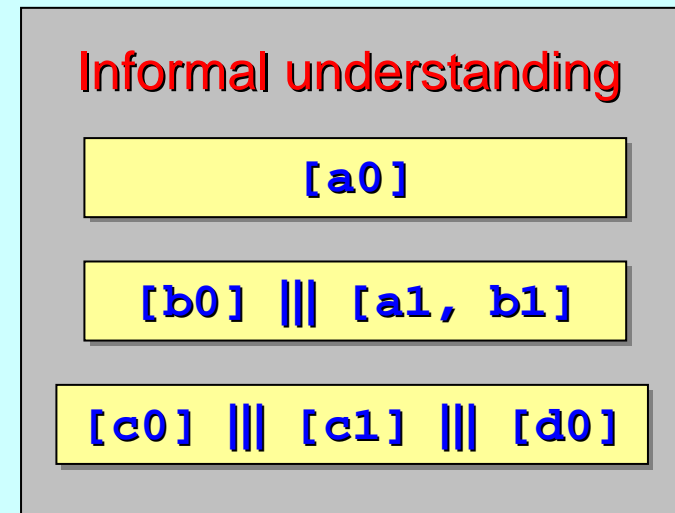 Informal understanding
[a0]
[b0] ||| [a1, b1]
[c0] ||| [c1] ||| [d0]